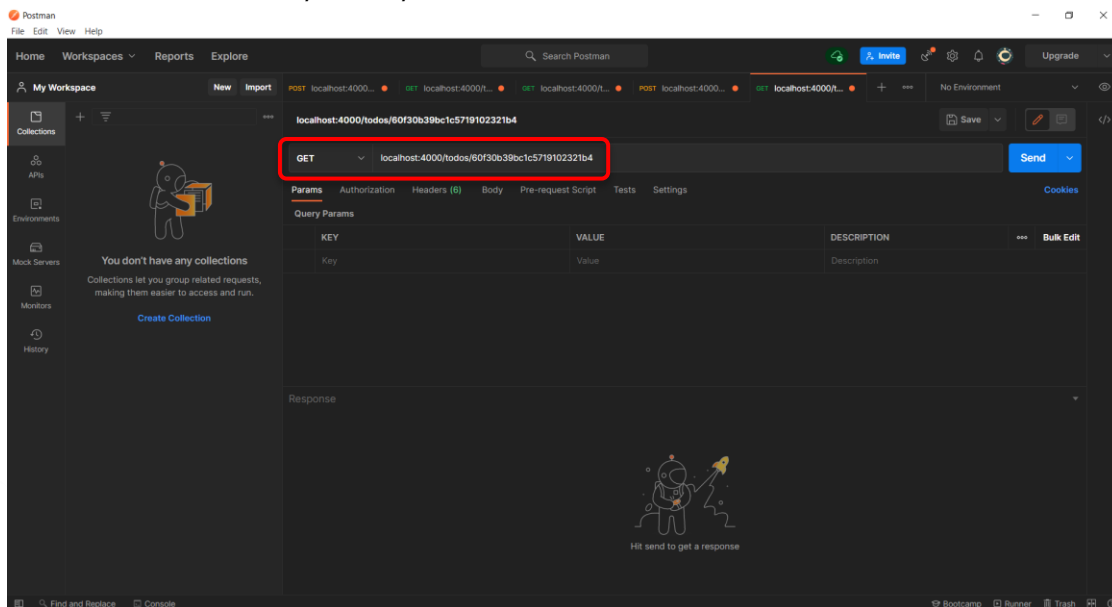 Postman
File Edit View Help
Home Workspaces Reports Explore
Search Postman
Invite
Upgrade
My Workspace
New Import
POST localhost:4000...
GET localhost:4000/t...
GET localhost:4000/t...
POST localhost:4000...
GET localhost:4000/t...
No Environment
Collections
APIs
Environments
Mock Servers
Monitors
History
You don't have any collections
Collections let you group related requests,
making them easier to access and run.
Create Collection
localhost:4000/todos/60f30b39bc1c5719102321b4
Save
GET localhost:4000/todos/60f30b39bc1c5719102321b4
Send
Params Authorization Headers (6) Body Pre-request Script Tests Settings
Cookies
Query Params
KEY VALUE DESCRIPTION
Bulk Edit
Key Value Description
Response
Hit send to get a response
Find and Replace Console
Bootcamp Runner Trash